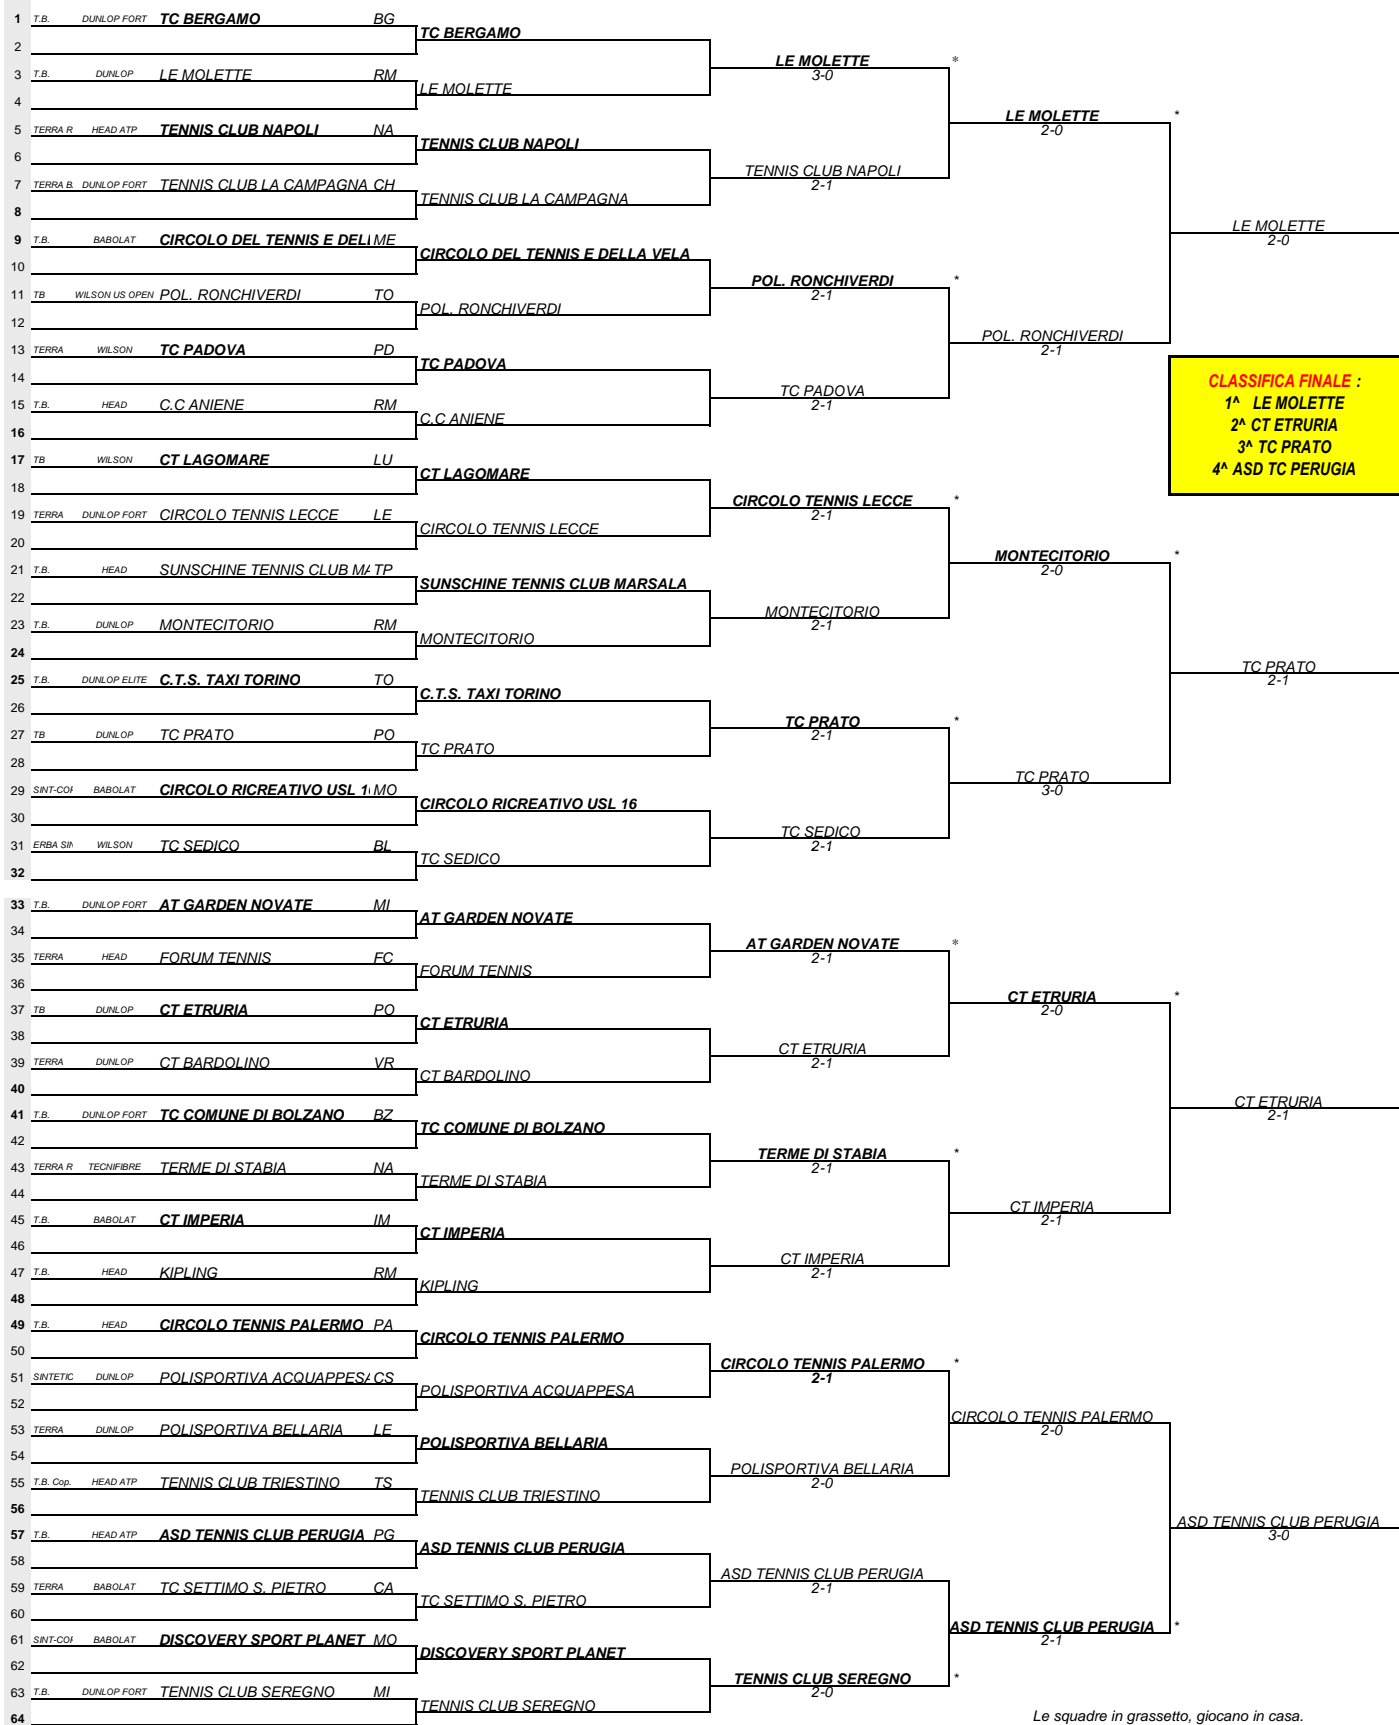 1 T.B. DUNLOP FORT TC BERGAMO BG
TC BERGAMO
2
LE MOLETTE *
3-0
3 T.B. DUNLOP LE MOLETTE RM
LE MOLETTE
4
LE MOLETTE *
2-0
5 TERRA R HEAD ATP TENNIS CLUB NAPOLI NA
TENNIS CLUB NAPOLI
6
TENNIS CLUB NAPOLI
2-1
7 TERRA B. DUNLOP FORT TENNIS CLUB LA CAMPAGNA CH
TENNIS CLUB LA CAMPAGNA
8
LE MOLETTE
2-0
9 T.B. BABOLAT CIRCOLO DEL TENNIS E DELL ME
CIRCOLO DEL TENNIS E DELLA VELA
10
POL. RONCHIVERDI *
2-1
11 TB WILSON US OPEN POL. RONCHIVERDI TO
POL. RONCHIVERDI
12
POL. RONCHIVERDI
2-1
13 TERRA WILSON TC PADOVA PD
TC PADOVA
14
TC PADOVA
2-1
15 T.B. HEAD C.C ANIENE RM
C.C ANIENE
16
CLASSIFICA FINALE :
1^ LE MOLETTE
2^ CT ETRURIA
3^ TC PRATO
4^ ASD TC PERUGIA
17 TB WILSON CT LAGOMARE LU
CT LAGOMARE
18
CIRCOLO TENNIS LECCE *
2-1
19 TERRA DUNLOP FORT CIRCOLO TENNIS LECCE LE
CIRCOLO TENNIS LECCE
20
MONTECITORIO *
2-0
21 T.B. HEAD SUNSCHINE TENNIS CLUB MA TP
SUNSCHINE TENNIS CLUB MARSALA
22
MONTECITORIO
2-1
23 T.B. DUNLOP MONTECITORIO RM
MONTECITORIO
24
TC PRATO
2-1
25 T.B. DUNLOP ELITE C.T.S. TAXI TORINO TO
C.T.S. TAXI TORINO
26
TC PRATO *
2-1
27 TB DUNLOP TC PRATO PO
TC PRATO
28
TC PRATO
3-0
29 SINT-COF BABOLAT CIRCOLO RICREATIVO USL 1 MO
CIRCOLO RICREATIVO USL 16
30
TC SEDICO
2-1
31 ERBA SIN WILSON TC SEDICO BL
TC SEDICO
32
33 T.B. DUNLOP FORT AT GARDEN NOVATE MI
AT GARDEN NOVATE
34
AT GARDEN NOVATE *
2-1
35 TERRA HEAD FORUM TENNIS FC
FORUM TENNIS
36
CT ETRURIA *
2-0
37 TB DUNLOP CT ETRURIA PO
CT ETRURIA
38
CT ETRURIA
2-1
39 TERRA DUNLOP CT BARDOLINO VR
CT BARDOLINO
40
CT ETRURIA
2-1
41 T.B. DUNLOP FORT TC COMUNE DI BOLZANO BZ
TC COMUNE DI BOLZANO
42
TERME DI STABIA *
2-1
43 TERRA R TECNIFIBRE TERME DI STABIA NA
TERME DI STABIA
44
CT IMPERIA
2-1
45 T.B. BABOLAT CT IMPERIA IM
CT IMPERIA
46
CT IMPERIA
2-1
47 T.B. HEAD KIPLING RM
KIPLING
48
49 T.B. HEAD CIRCOLO TENNIS PALERMO PA
CIRCOLO TENNIS PALERMO
50
CIRCOLO TENNIS PALERMO *
2-1
51 SINTETIC DUNLOP POLISPORTIVA ACQUAPPESA CS
POLISPORTIVA ACQUAPPESA
52
CIRCOLO TENNIS PALERMO
2-0
53 TERRA DUNLOP POLISPORTIVA BELLARIA LE
POLISPORTIVA BELLARIA
54
POLISPORTIVA BELLARIA
2-0
55 T.B. Cop. HEAD ATP TENNIS CLUB TRIESTINO TS
TENNIS CLUB TRIESTINO
56
ASD TENNIS CLUB PERUGIA
3-0
57 T.B. HEAD ATP ASD TENNIS CLUB PERUGIA PG
ASD TENNIS CLUB PERUGIA
58
ASD TENNIS CLUB PERUGIA
2-1
59 TERRA BABOLAT TC SETTIMO S. PIETRO CA
TC SETTIMO S. PIETRO
60
ASD TENNIS CLUB PERUGIA *
2-1
61 SINT-COF BABOLAT DISCOVERY SPORT PLANET MO
DISCOVERY SPORT PLANET
62
TENNIS CLUB SEREGNO *
2-0
63 T.B. DUNLOP FORT TENNIS CLUB SEREGNO MI
TENNIS CLUB SEREGNO
64
Le squadre in grassetto, giocano in casa.